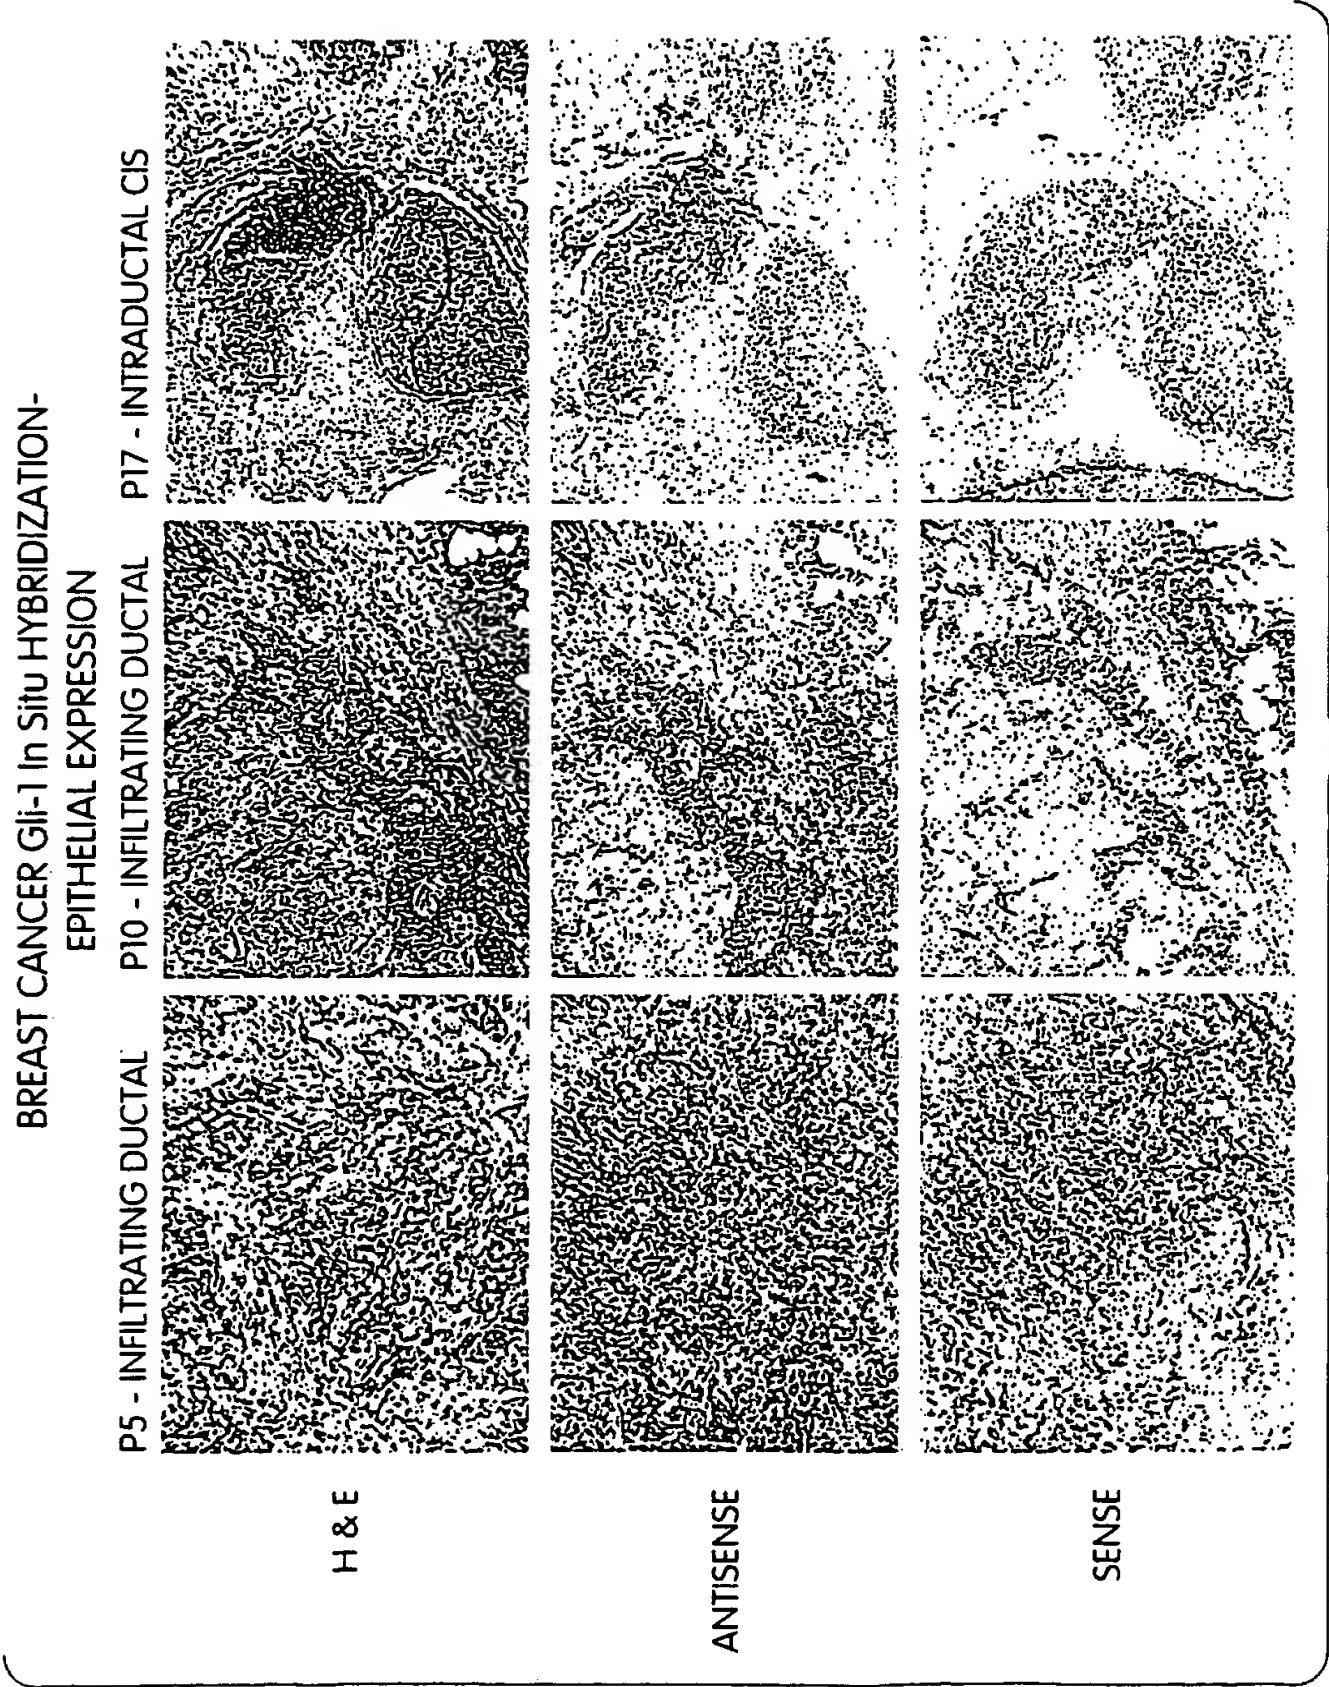 BREAST CANCER Gli-1 In Situ HYBRIDIZATION-
EPITHELIAL EXPRESSION
P5 - INFILTRATING DUCTAL
P10 - INFILTRATING DUCTAL
P17 - INTRADUCTAL CIS
H & E
ANTISENSE
SENSE